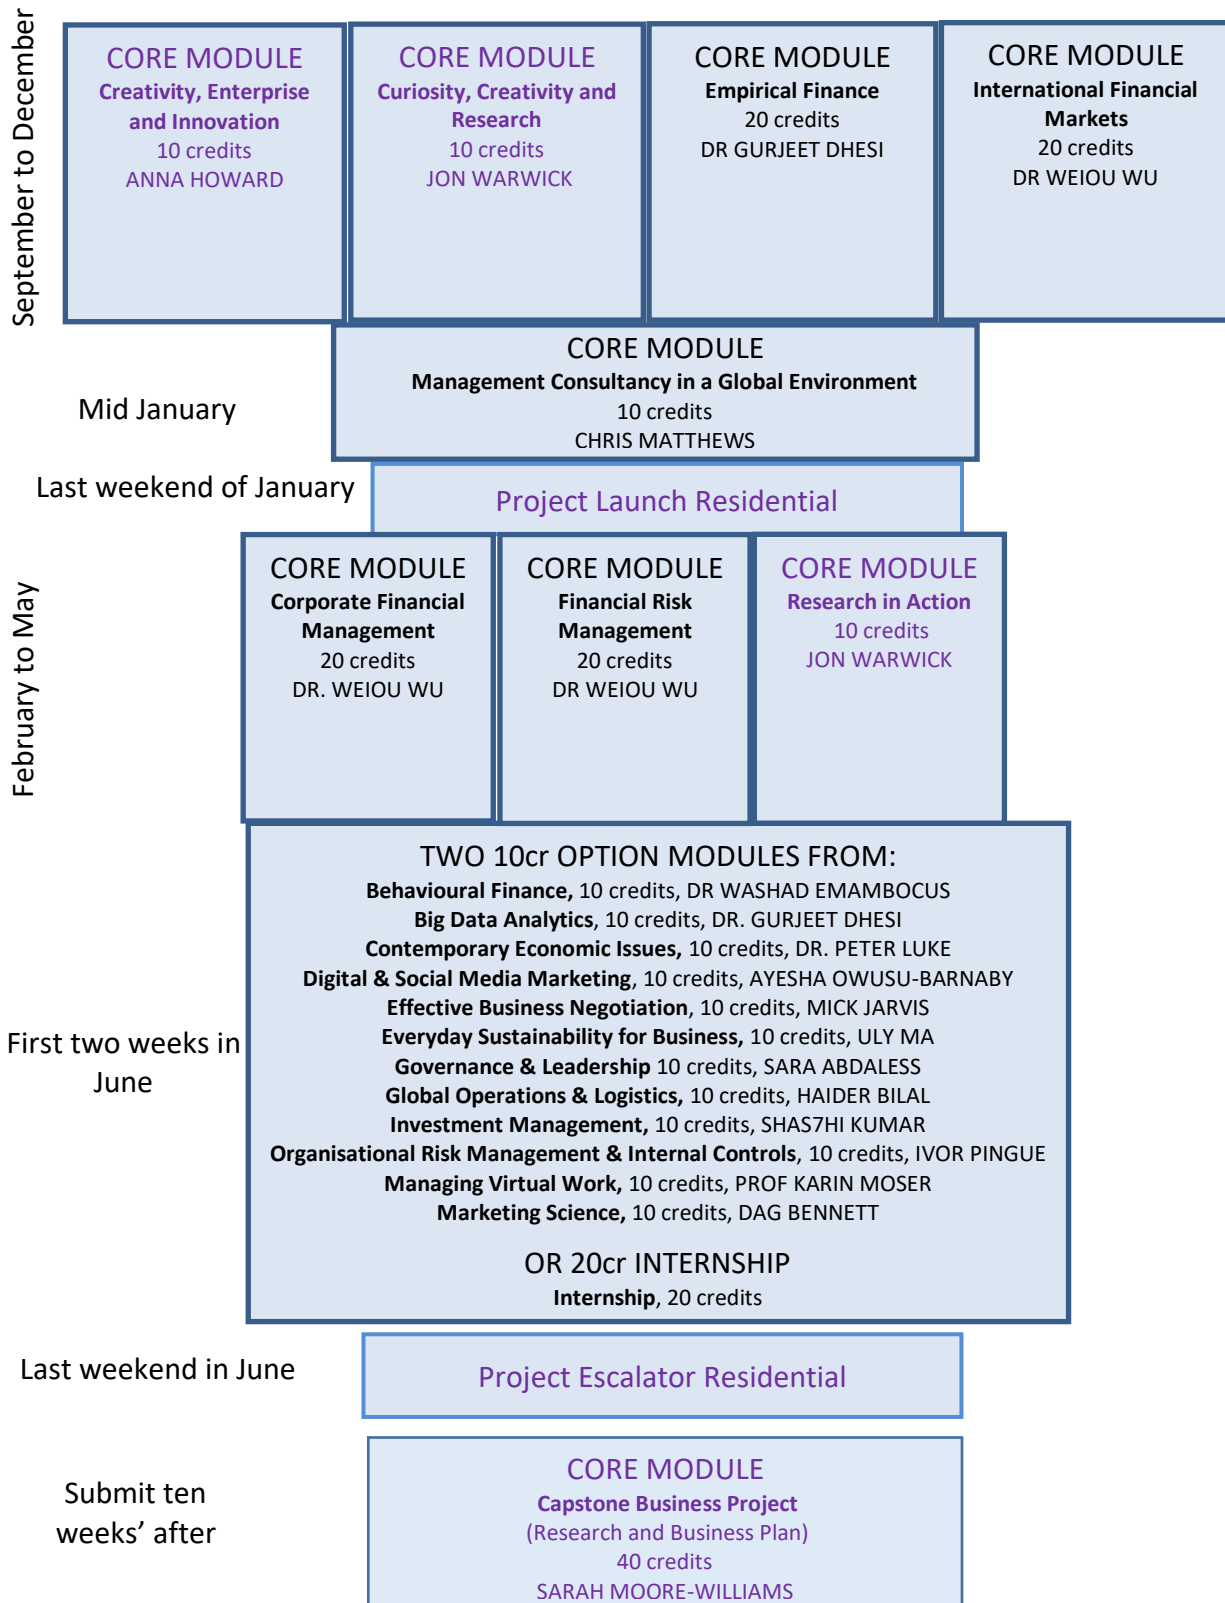 September to December
CORE MODULE
Creativity, Enterprise
and Innovation
10 credits
ANNA HOWARD
CORE MODULE
Curiosity, Creativity and
Research
10 credits
JON WARWICK
CORE MODULE
Empirical Finance
20 credits
DR GURJEET DHESI
CORE MODULE
International Financial
Markets
20 credits
DR WEIOU WU
Mid January
CORE MODULE
Management Consultancy in a Global Environment
10 credits
CHRIS MATTHEWS
Last weekend of January
Project Launch Residential
February to May
CORE MODULE
Corporate Financial
Management
20 credits
DR. WEIOU WU
CORE MODULE
Financial Risk
Management
20 credits
DR WEIOU WU
CORE MODULE
Research in Action
10 credits
JON WARWICK
First two weeks in
June
TWO 10cr OPTION MODULES FROM:
Behavioural Finance, 10 credits, DR WASHAD EMAMBOCUS
Big Data Analytics, 10 credits, DR. GURJEET DHESI
Contemporary Economic Issues, 10 credits, DR. PETER LUKE
Digital & Social Media Marketing, 10 credits, AYESHA OWUSU-BARNABY
Effective Business Negotiation, 10 credits, MICK JARVIS
Everyday Sustainability for Business, 10 credits, ULY MA
Governance & Leadership 10 credits, SARA ABDALESS
Global Operations & Logistics, 10 credits, HAIDER BILAL
Investment Management, 10 credits, SHAS7HI KUMAR
Organisational Risk Management & Internal Controls, 10 credits, IVOR PINGUE
Managing Virtual Work, 10 credits, PROF KARIN MOSER
Marketing Science, 10 credits, DAG BENNETT
OR 20cr INTERNSHIP
Internship, 20 credits
Last weekend in June
Project Escalator Residential
Submit ten
weeks’ after
CORE MODULE
Capstone Business Project
(Research and Business Plan)
40 credits
SARAH MOORE-WILLIAMS